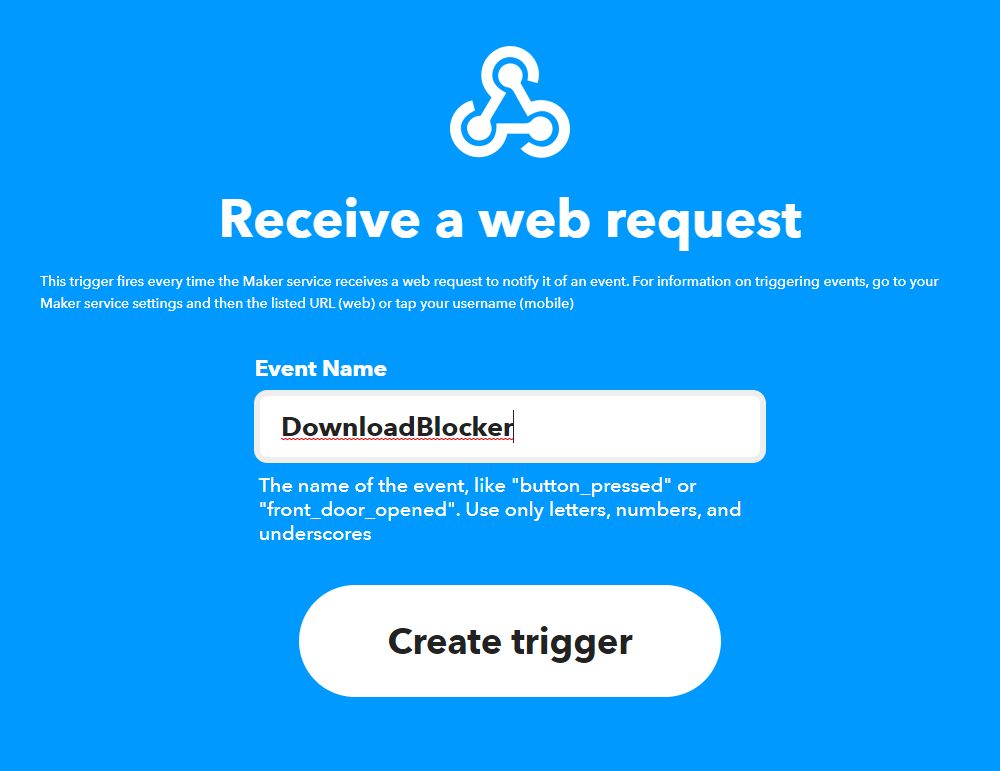 Receive a web request
This trigger fires every time the Maker service receives a web request to notify it of an event. For information on triggering events, go to your
Maker service settings and then the listed URL (web) or tap your username (mobile)
Event Name
DownloadBlocker
The name of the event, like "button_pressed" or
"front_door_opened". Use only letters, numbers, and
underscores
Create trigger